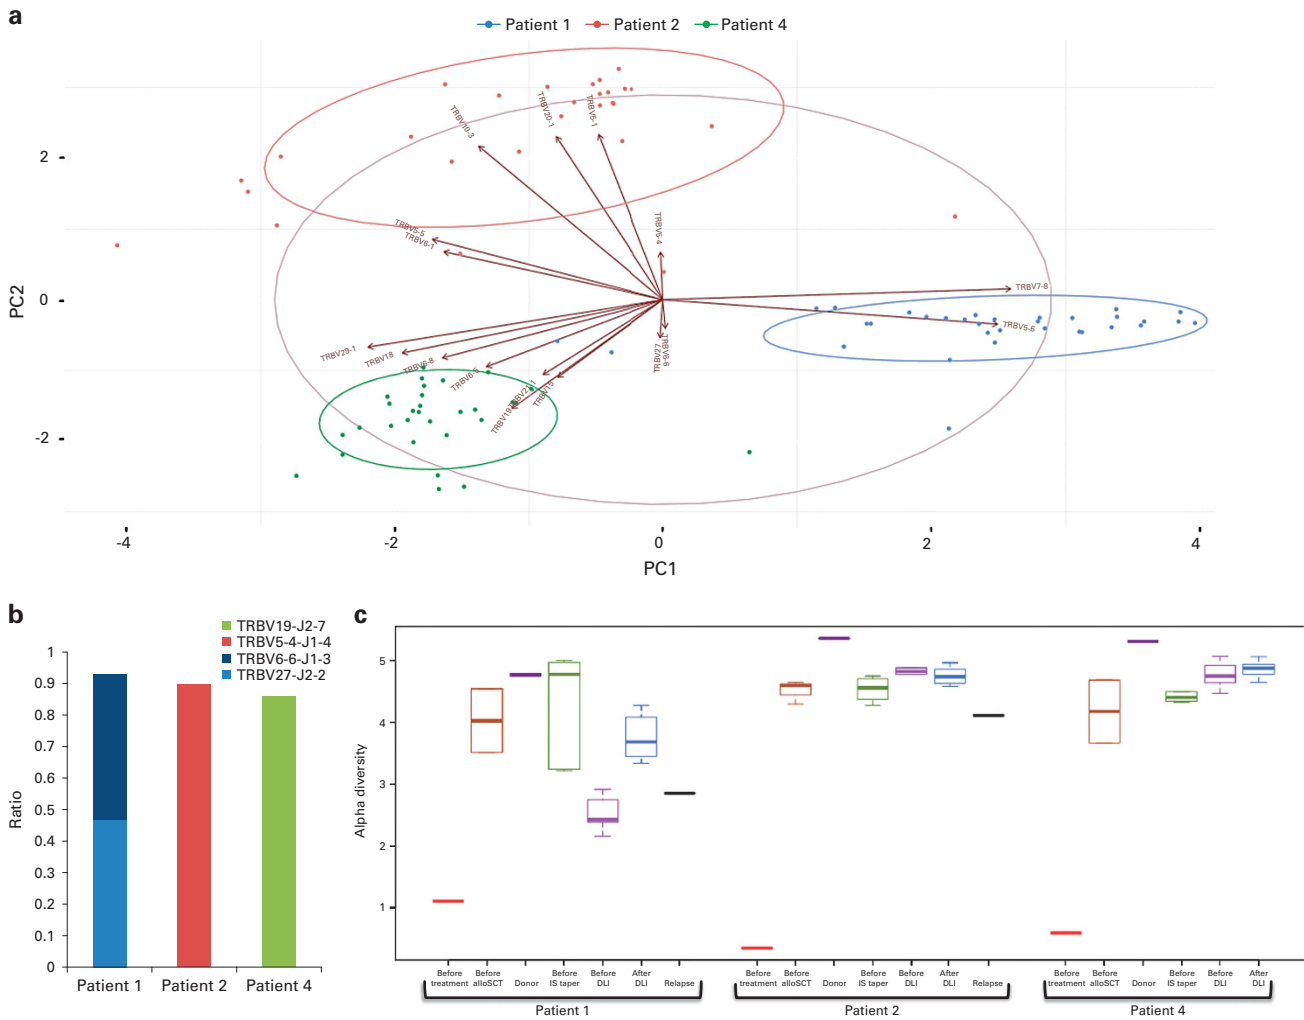 a
Patient 1 Patient 2 Patient 4
PC2
2
0
-2
-4 -2 0 2 4
PC1
TRBV10-3
TRBV20-1
TRBV5-1
TRBV5-4
TRBV5-5
TRBV6-1
TRBV7-8
TRBV5-6
TRBV29-1
TRBV18
TRBV6-8
TRBV6-5
TRBV19
TRBV27
TRBV6-6
b
TRBV19-J2-7
TRBV5-4-J1-4
TRBV6-6-J1-3
TRBV27-J2-2
Ratio
1
0.9
0.8
0.7
0.6
0.5
0.4
0.3
0.2
0.1
0
Patient 1 Patient 2 Patient 4
c
Alpha diversity
5
4
3
2
1
Before treatment
Before alloSCT
Donor
Before IS taper
Before DLI
After DLI
Relapse
Patient 1
Before treatment
Before alloSCT
Donor
Before IS taper
Before DLI
After DLI
Relapse
Patient 2
Before treatment
Before alloSCT
Donor
Before IS taper
Before DLI
After DLI
Patient 4